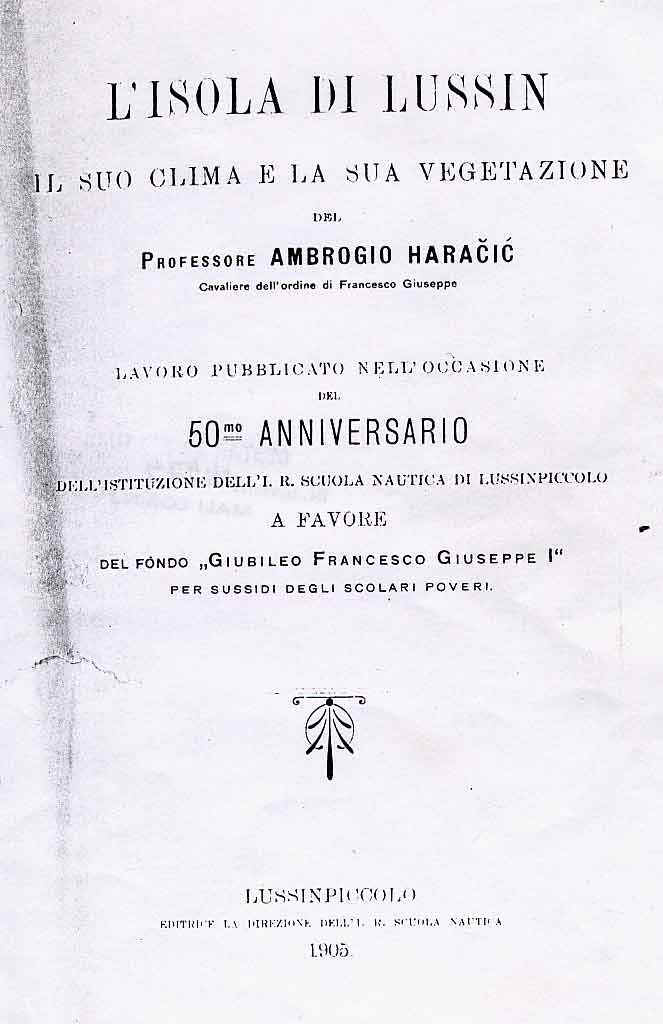 L'ISOLA DI LUSSIN
IL SUO CLIMA E LA SUA VEGETAZIONE
DEL
PROFESSORE AMBROGIO HARAČIĆ
Cavaliere dell'ordine di Francesco Giuseppe
LAVORO PUBBLICATO NELL'OCCASIONE
DEL
50mo ANNIVERSARIO
DELL'ISTITUZIONE DELL'I. R. SCUOLA NAUTICA DI LUSSINPICCOLO
A FAVORE
DEL FONDO „GIUBILEO FRANCESCO GIUSEPPE I“
PER SUSSIDI DEGLI SCOLARI POVERI.
LUSSINPICCOLO
EDITRICE LA DIREZIONE DELL'I. R. SCUOLA NAUTICA
1905.